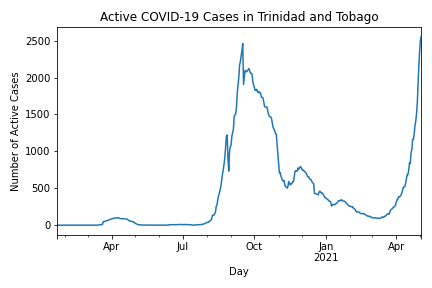 Active COVID-19 Cases in Trinidad and Tobago
Number of Active Cases
2500
2000
1500
1000
500
0
Apr
Jul
Oct
Jan
2021
Apr
Day